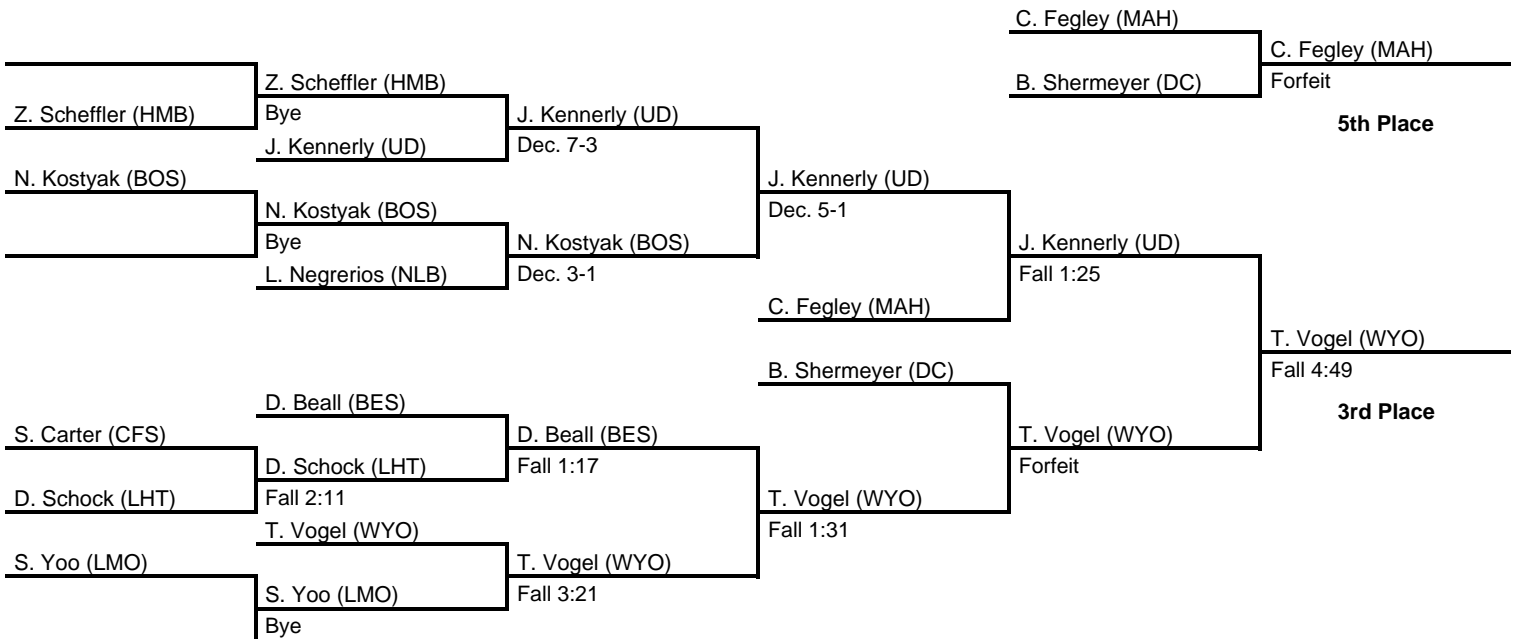 C. Fegley (MAH)
C. Fegley (MAH)
Z. Scheffler (HMB)
B. Shermeyer (DC)
Forfeit
Z. Scheffler (HMB)
Bye
J. Kennerly (UD)
5th Place
J. Kennerly (UD)
Dec. 7-3
N. Kostyak (BOS)
J. Kennerly (UD)
N. Kostyak (BOS)
Dec. 5-1
Bye
N. Kostyak (BOS)
J. Kennerly (UD)
L. Negrerios (NLB)
Dec. 3-1
Fall 1:25
C. Fegley (MAH)
T. Vogel (WYO)
B. Shermeyer (DC)
Fall 4:49
D. Beall (BES)
3rd Place
S. Carter (CFS)
D. Beall (BES)
T. Vogel (WYO)
D. Schock (LHT)
Fall 1:17
Forfeit
D. Schock (LHT)
Fall 2:11
T. Vogel (WYO)
T. Vogel (WYO)
Fall 1:31
S. Yoo (LMO)
T. Vogel (WYO)
S. Yoo (LMO)
Fall 3:21
Bye